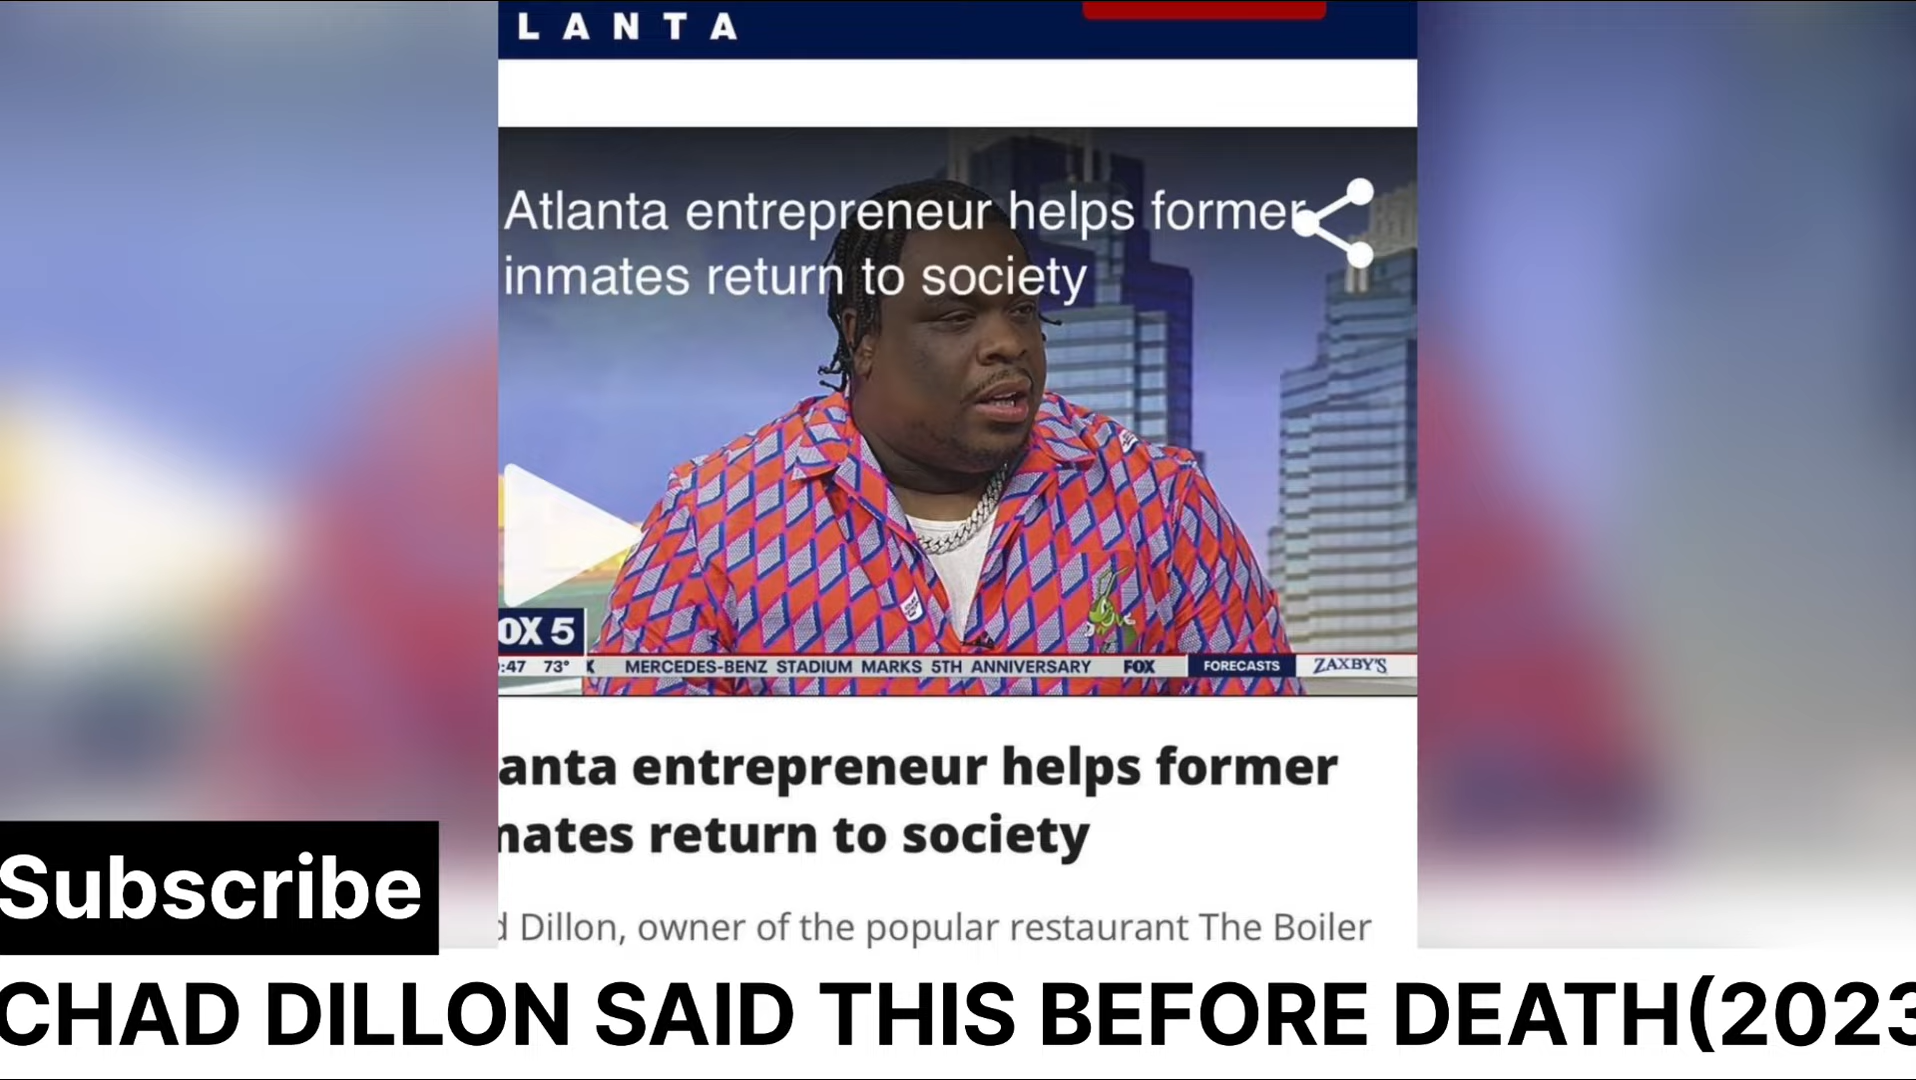 LANTA
Atlanta entrepreneur helps former
inmates return to society
OX 5
:47 73°
MERCEDES-BENZ STADIUM MARKS 5TH ANNIVERSARY FOX FORECASTS ZAXBY'S
anta entrepreneur helps former
mates return to society
Subscribe
d Dillon, owner of the popular restaurant The Boiler
CHAD DILLON SAID THIS BEFORE DEATH(2023